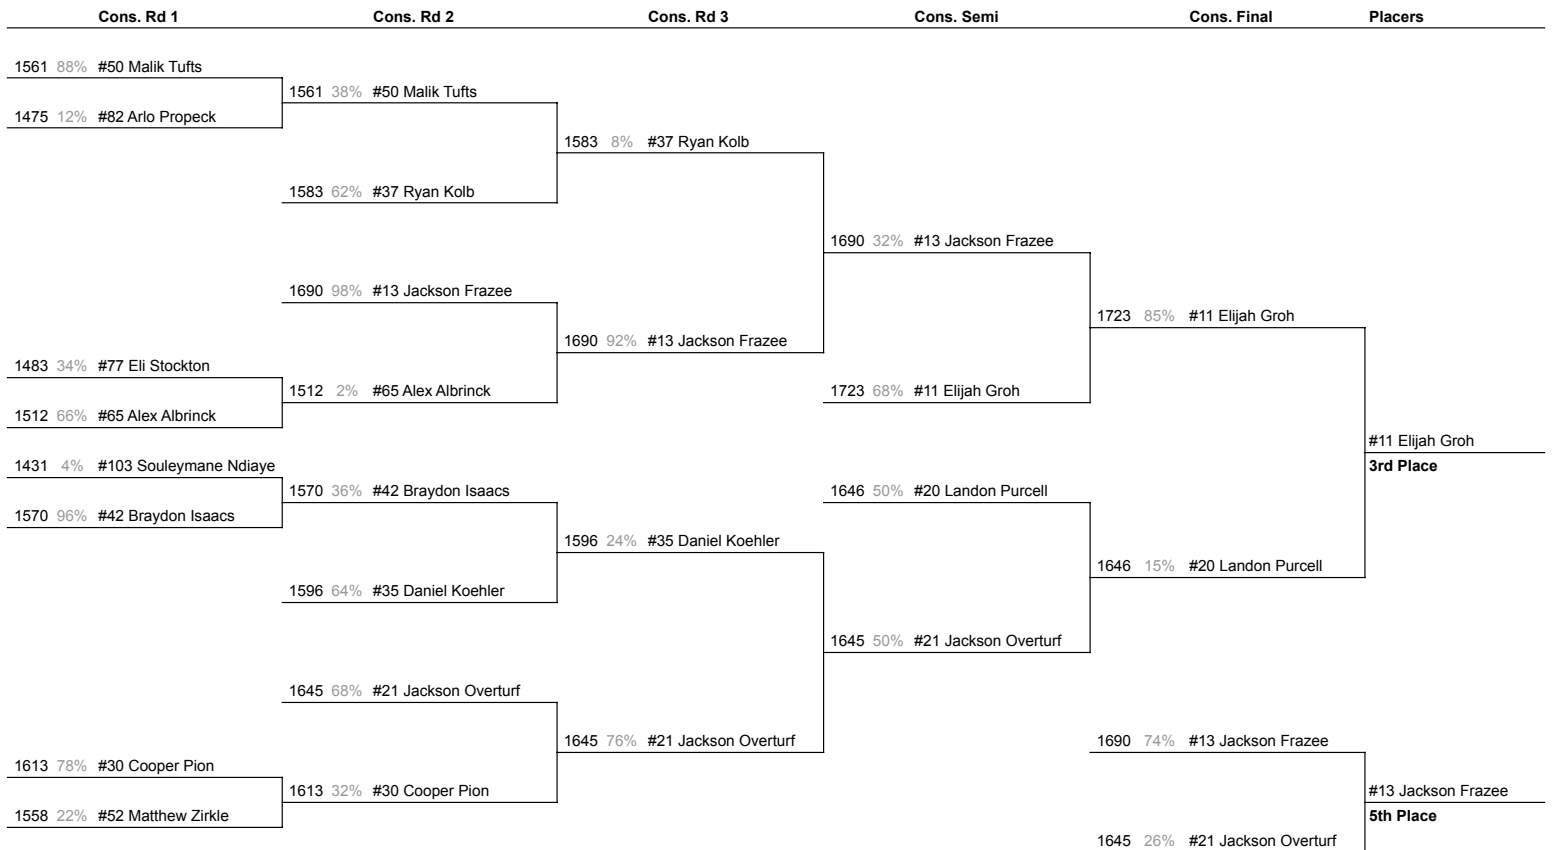 Cons. Rd 1 Cons. Rd 2 Cons. Rd 3 Cons. Semi Cons. Final Placers
1561 88% #50 Malik Tufts
1561 38% #50 Malik Tufts
1475 12% #82 Arlo Propeck
1583 8% #37 Ryan Kolb
1583 62% #37 Ryan Kolb
1690 32% #13 Jackson Frazee
1690 98% #13 Jackson Frazee
1723 85% #11 Elijah Groh
1690 92% #13 Jackson Frazee
1483 34% #77 Eli Stockton
1512 2% #65 Alex Albrinck
1723 68% #11 Elijah Groh
1512 66% #65 Alex Albrinck
#11 Elijah Groh
1431 4% #103 Souleymane Ndiaye
3rd Place
1570 36% #42 Braydon Isaacs
1646 50% #20 Landon Purcell
1570 96% #42 Braydon Isaacs
1596 24% #35 Daniel Koehler
1646 15% #20 Landon Purcell
1596 64% #35 Daniel Koehler
1645 50% #21 Jackson Overturf
1645 68% #21 Jackson Overturf
1645 76% #21 Jackson Overturf
1690 74% #13 Jackson Frazee
1613 78% #30 Cooper Pion
1613 32% #30 Cooper Pion
#13 Jackson Frazee
1558 22% #52 Matthew Zirkle
5th Place
1645 26% #21 Jackson Overturf